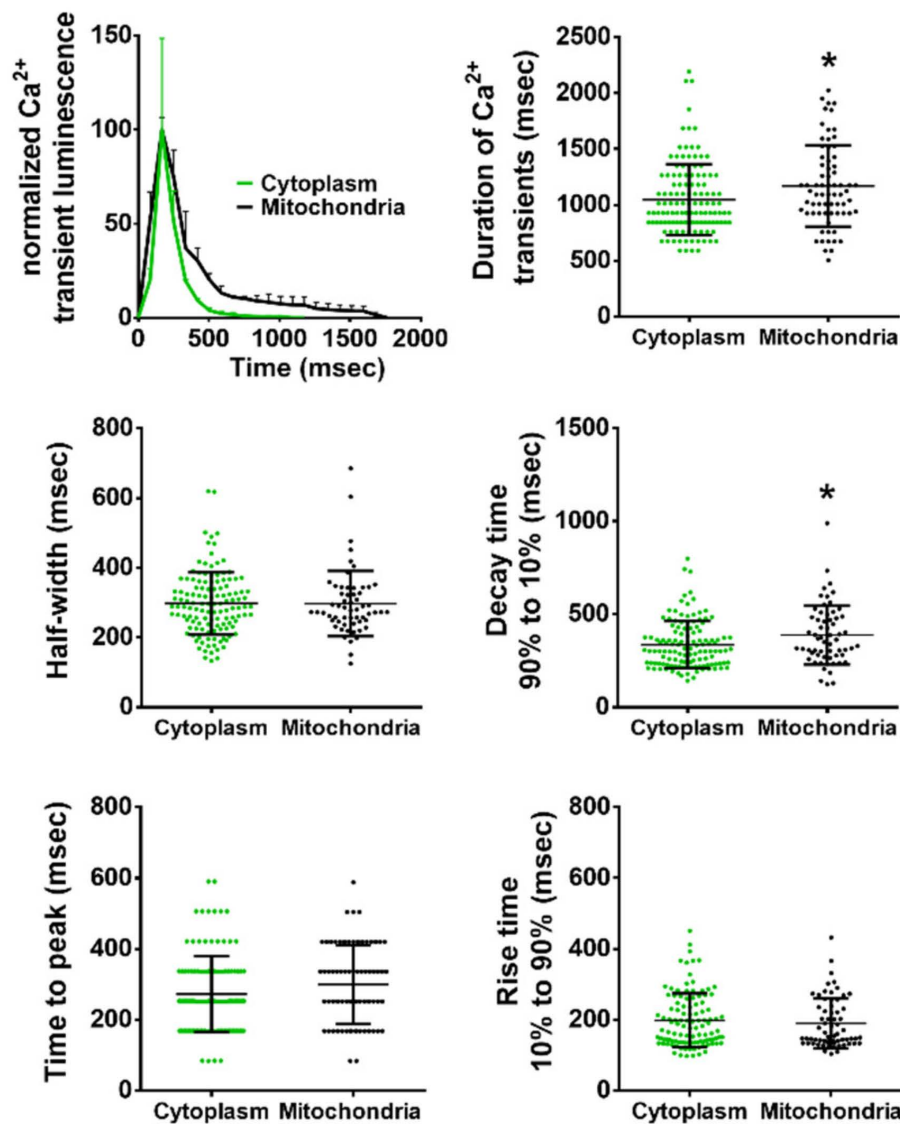 normalized Ca2+
transient luminescence
150
100
50
0
Cytoplasm
Mitochondria
0 500 1000 1500 2000
Time (msec)
Duration of Ca2+
transients (msec)
2500
2000
1500
1000
500
0
*
Cytoplasm Mitochondria
Half-width (msec)
800
600
400
200
0
Cytoplasm Mitochondria
Decay time
90% to 10% (msec)
1500
1000
500
0
*
Cytoplasm Mitochondria
Time to peak (msec)
800
600
400
200
0
Cytoplasm Mitochondria
Rise time
10% to 90% (msec)
800
600
400
200
0
Cytoplasm Mitochondria